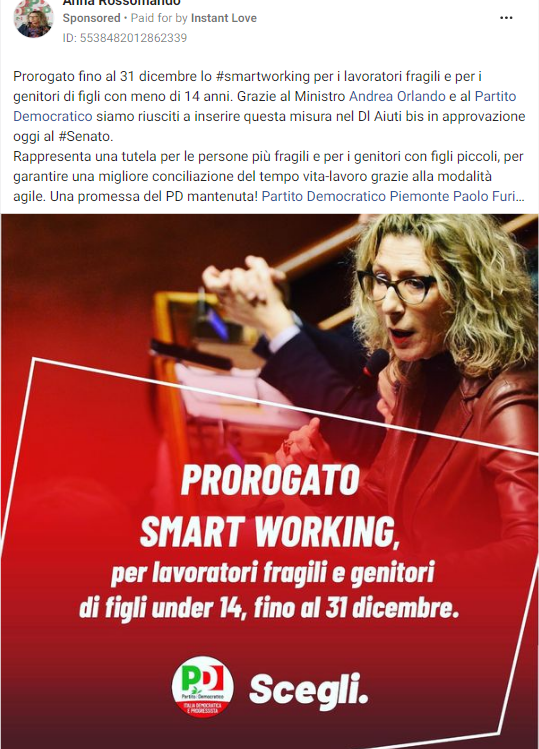 Anna Rossomando
Sponsored • Paid for by Instant Love
ID: 5538482012862339
Prorogato fino al 31 dicembre lo #smartworking per i lavoratori fragili e per i
genitori di figli con meno di 14 anni. Grazie al Ministro Andrea Orlando e al Partito
Democratico siamo riusciti a inserire questa misura nel Dl Aiuti bis in approvazione
oggi al #Senato.
Rappresenta una tutela per le persone più fragili e per i genitori con figli piccoli, per
garantire una migliore conciliazione del tempo vita-lavoro grazie alla modalità
agile. Una promessa del PD mantenuta! Partito Democratico Piemonte Paolo Furi...
PROROGATO
SMART WORKING,
per lavoratori fragili e genitori
di figli under 14, fino al 31 dicembre.
PD
Partito Democratico
ITALIA DEMOCRATICA
E PROGRESSISTA
Scegli.